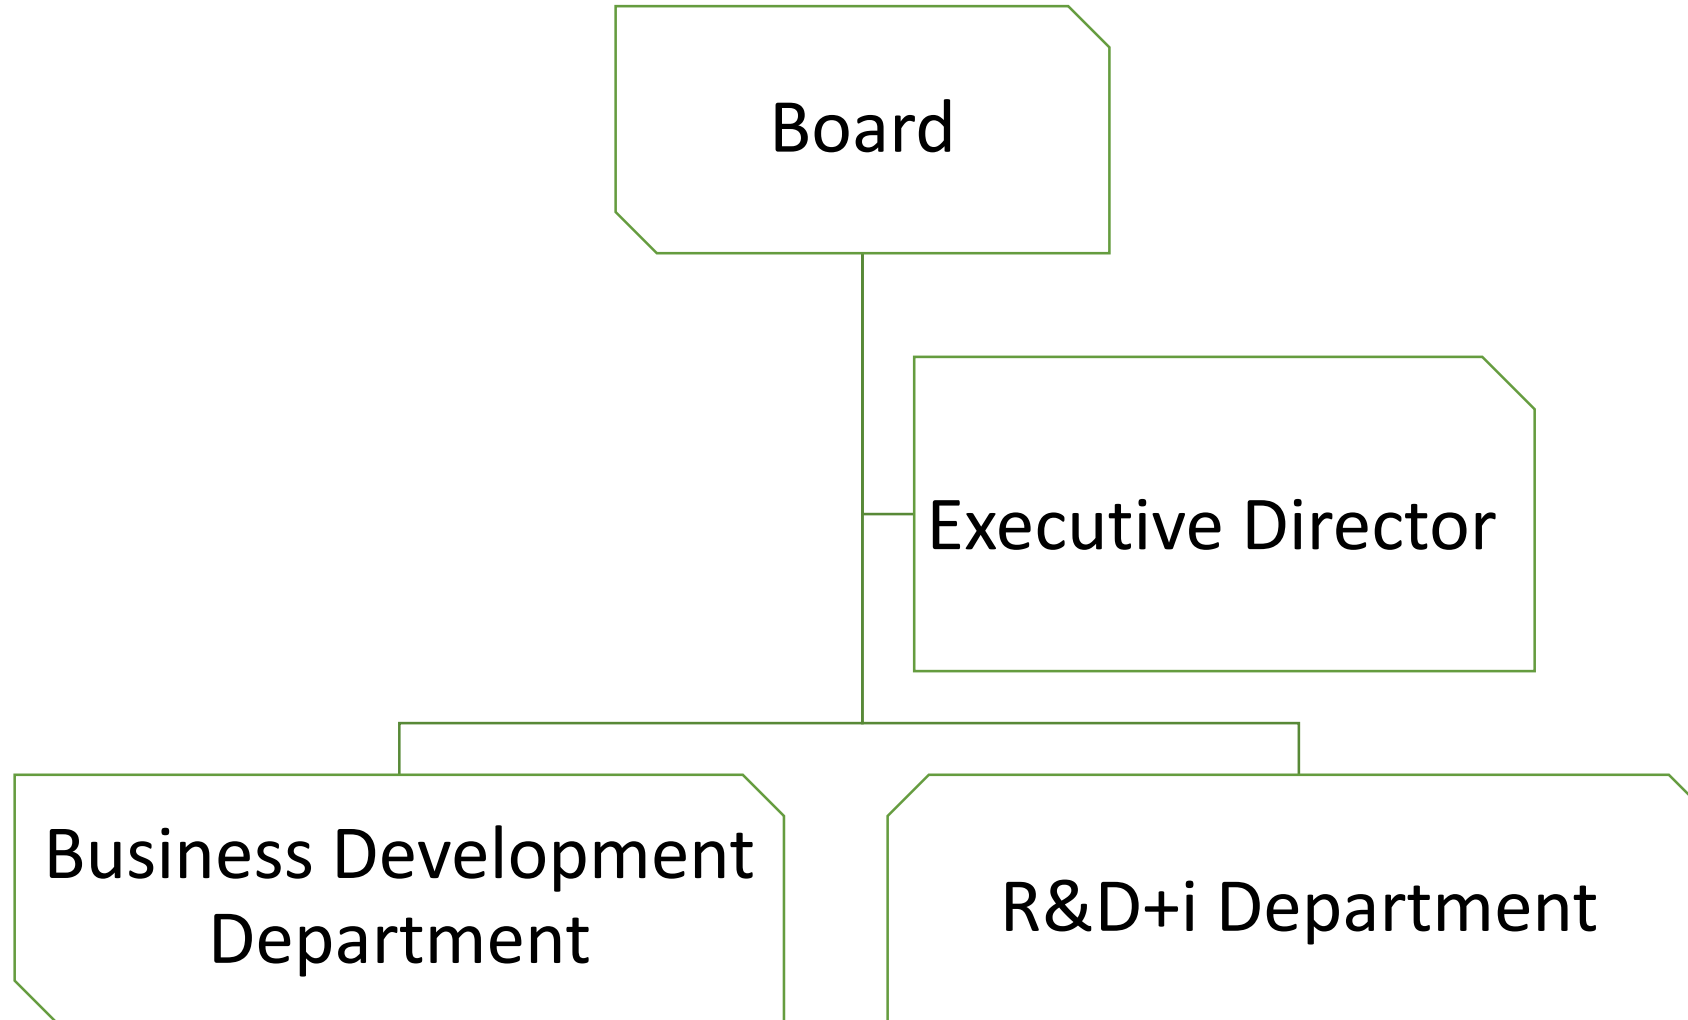 Board
Executive Director
Business Development
Department
R&D+i Department